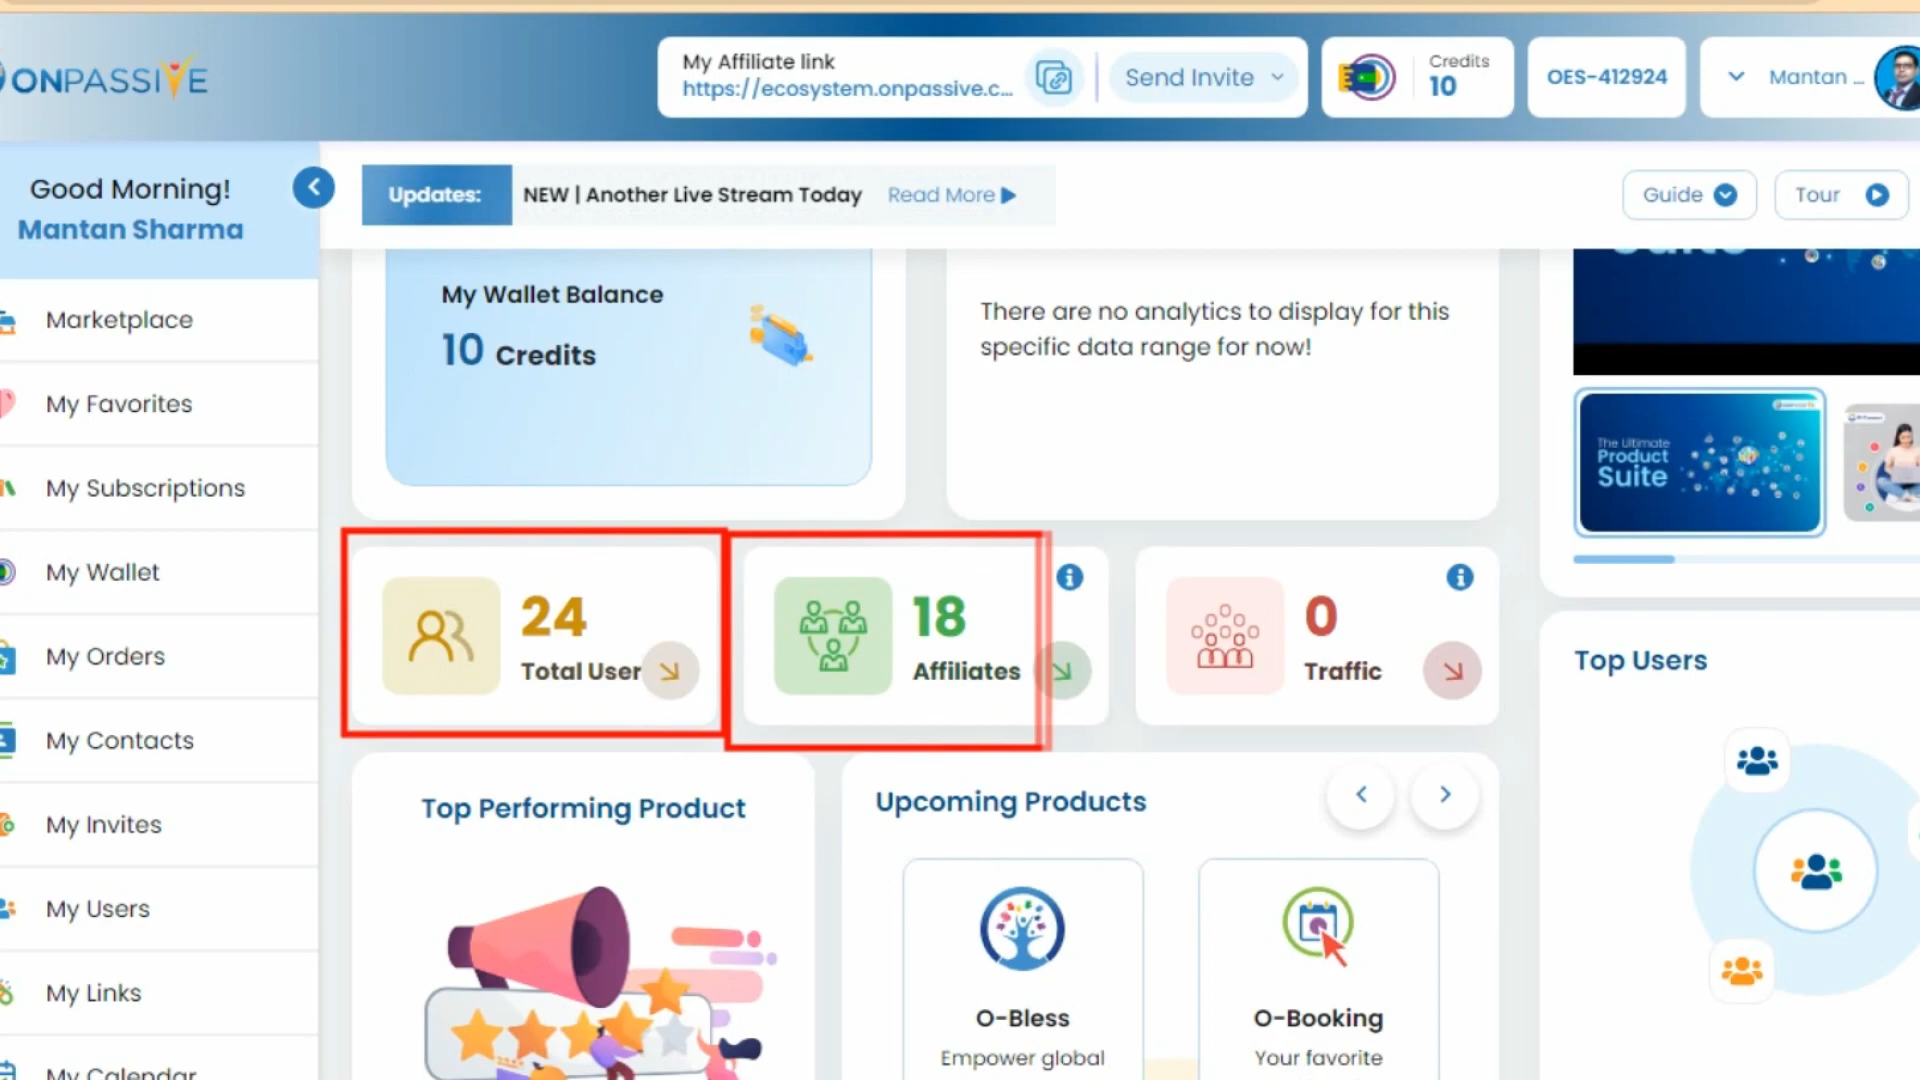 ONPASSIVE
My Affiliate link
https://ecosystem.onpassive.c...
Send Invite
Credits
10
OES-412924
Mantan ...
Good Morning!
Mantan Sharma
Updates:
NEW | Another Live Stream Today
Read More
Guide
Tour
Marketplace
My Favorites
My Subscriptions
My Wallet
My Orders
My Contacts
My Invites
My Users
My Links
My Calendar
My Wallet Balance
10 Credits
There are no analytics to display for this
specific data range for now!
The Ultimate
Product
Suite
24
Total User
18
Affiliates
0
Traffic
Top Users
Top Performing Product
Upcoming Products
O-Bless
Empower global
O-Booking
Your favorite